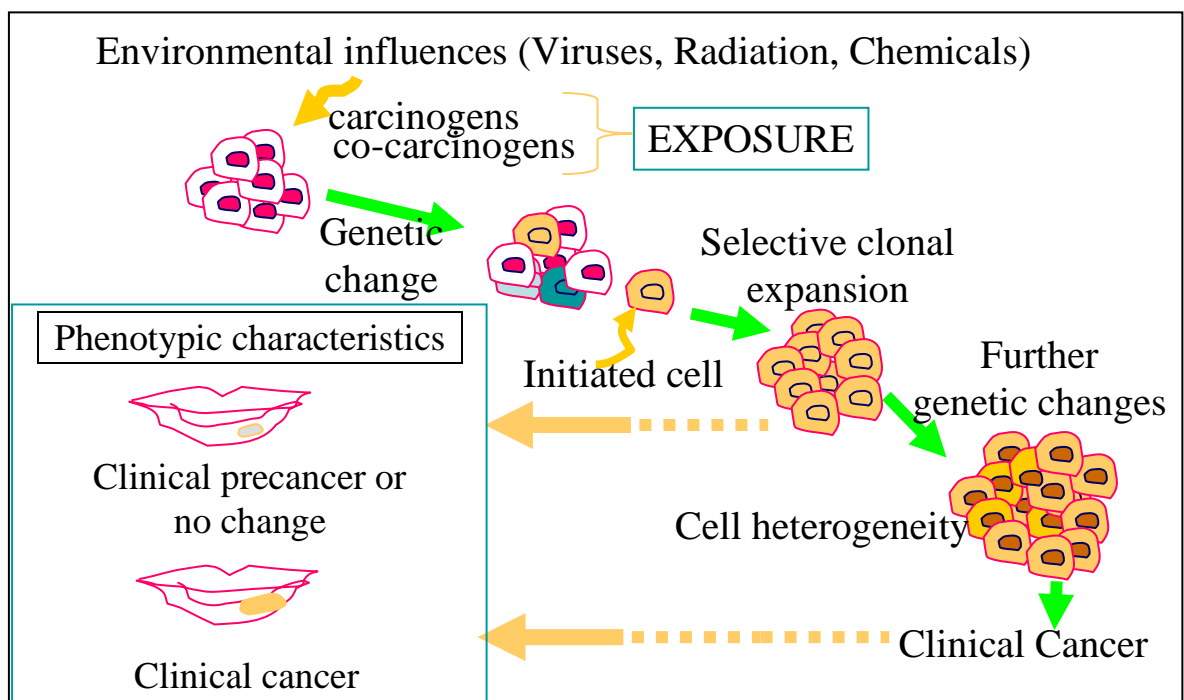 Environmental influences (Viruses, Radiation, Chemicals)
carcinogens
co-carcinogens
EXPOSURE
Genetic
change
Selective clonal
expansion
Initiated cell
Further
genetic changes
Cell heterogeneity
Clinical Cancer
Phenotypic characteristics
Clinical precancer or
no change
Clinical cancer